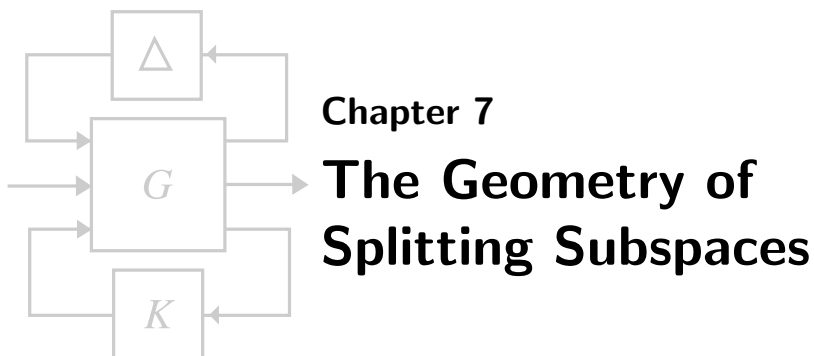 Δ
G
K
Chapter 7
The Geometry of
Splitting Subspaces